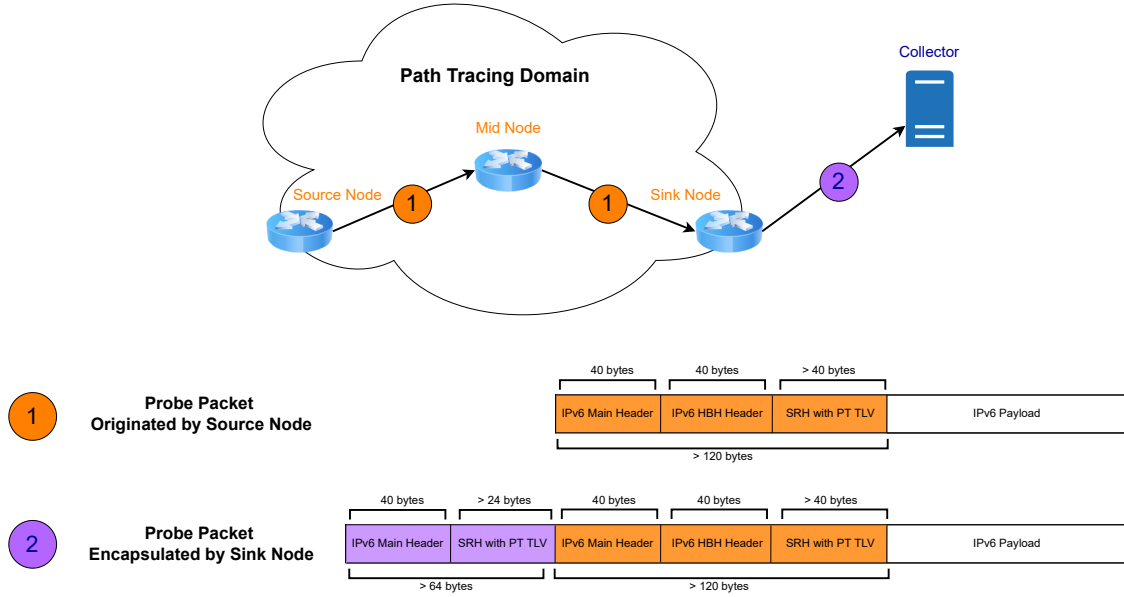 Collector
Path Tracing Domain
Mid Node
Source Node
Sink Node
1
1
2
40 bytes
40 bytes
> 40 bytes
1
Probe Packet
Originated by Source Node
IPv6 Main Header
IPv6 HBH Header
SRH with PT TLV
IPv6 Payload
> 120 bytes
40 bytes
> 24 bytes
40 bytes
40 bytes
> 40 bytes
2
Probe Packet
Encapsulated by Sink Node
IPv6 Main Header
SRH with PT TLV
IPv6 Main Header
IPv6 HBH Header
SRH with PT TLV
IPv6 Payload
> 64 bytes
> 120 bytes